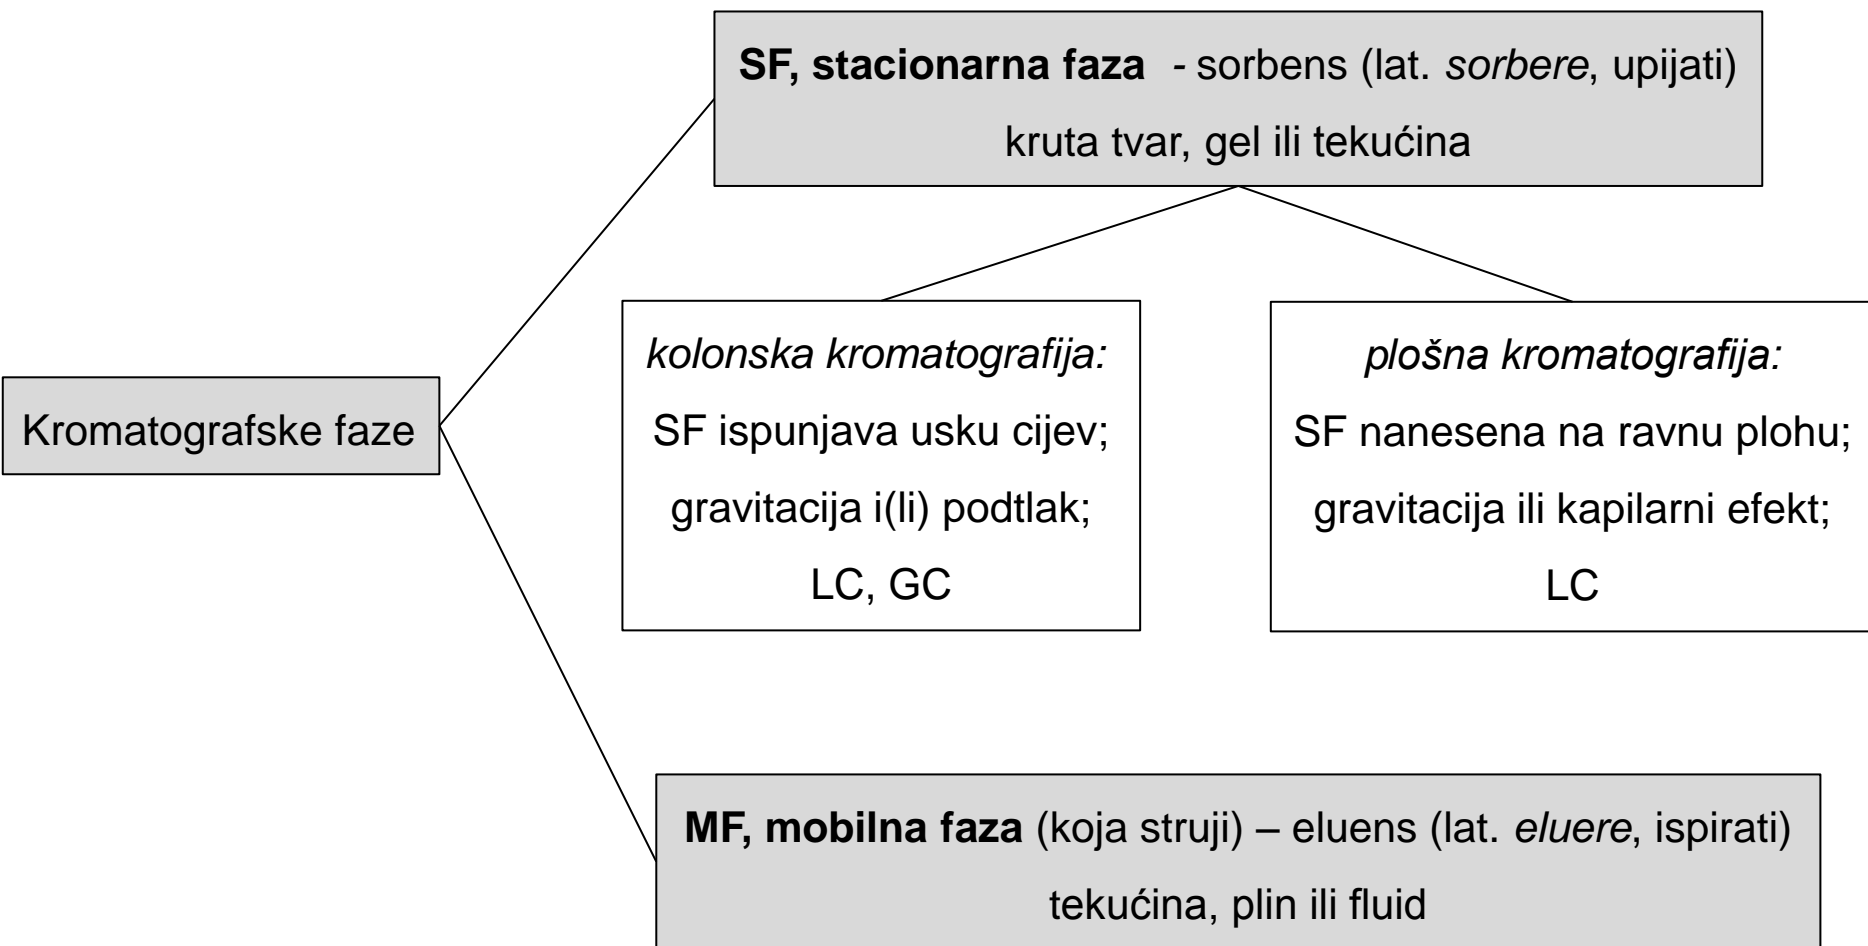 SF, stacionarna faza - sorbens (lat. sorbere, upijati)
kruta tvar, gel ili tekućina
kolonska kromatografija:
SF ispunjava usku cijev;
gravitacija i(li) podtlak;
LC, GC
plošna kromatografija:
SF nanesena na ravnu plohu;
gravitacija ili kapilarni efekt;
LC
Kromatografske faze
MF, mobilna faza (koja struji) – eluens (lat. eluere, ispirati)
tekućina, plin ili fluid